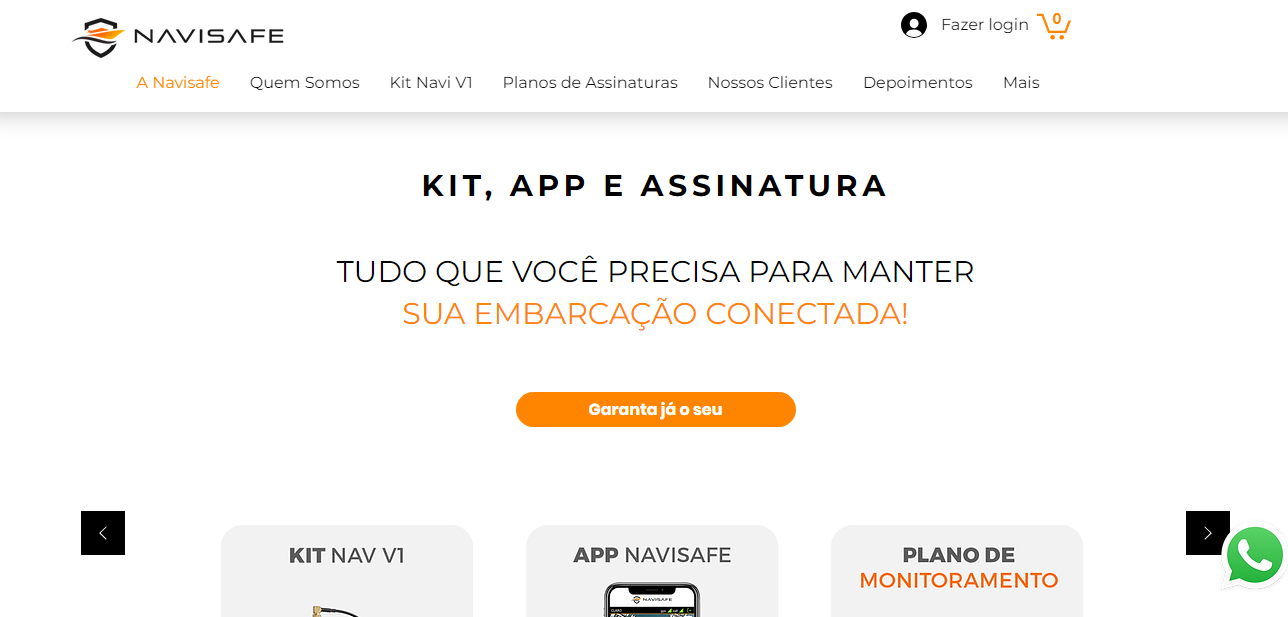 NAVISAFE
Fazer login
0
A Navisafe
Quem Somos
Kit Navi V1
Planos de Assinaturas
Nossos Clientes
Depoimentos
Mais
KIT, APP E ASSINATURA
TUDO QUE VOCÊ PRECISA PARA MANTER
SUA EMBARCAÇÃO CONECTADA!
Garanta já o seu
KIT NAV V1
APP NAVISAFE
NAVISAFE
PLANO DE
MONITORAMENTO